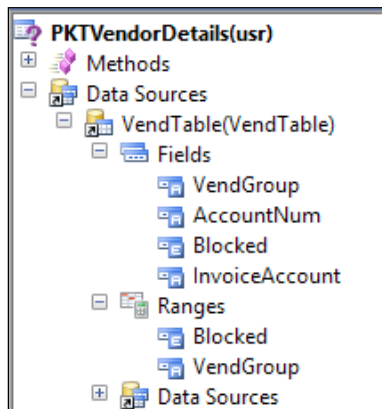 PKTVendorDetails(usr)
Methods
Data Sources
VendTable(VendTable)
Fields
VendGroup
AccountNum
Blocked
InvoiceAccount
Ranges
Blocked
VendGroup
Data Sources